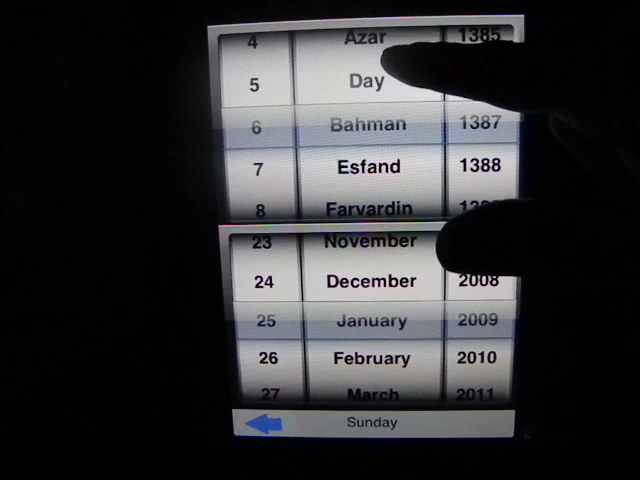 4 Azar 1385
5 Day
6 Bahman 1387
7 Esfand 1388
8 Farvardin
23 November
24 December 2008
25 January 2009
26 February 2010
27 March 2011
Sunday